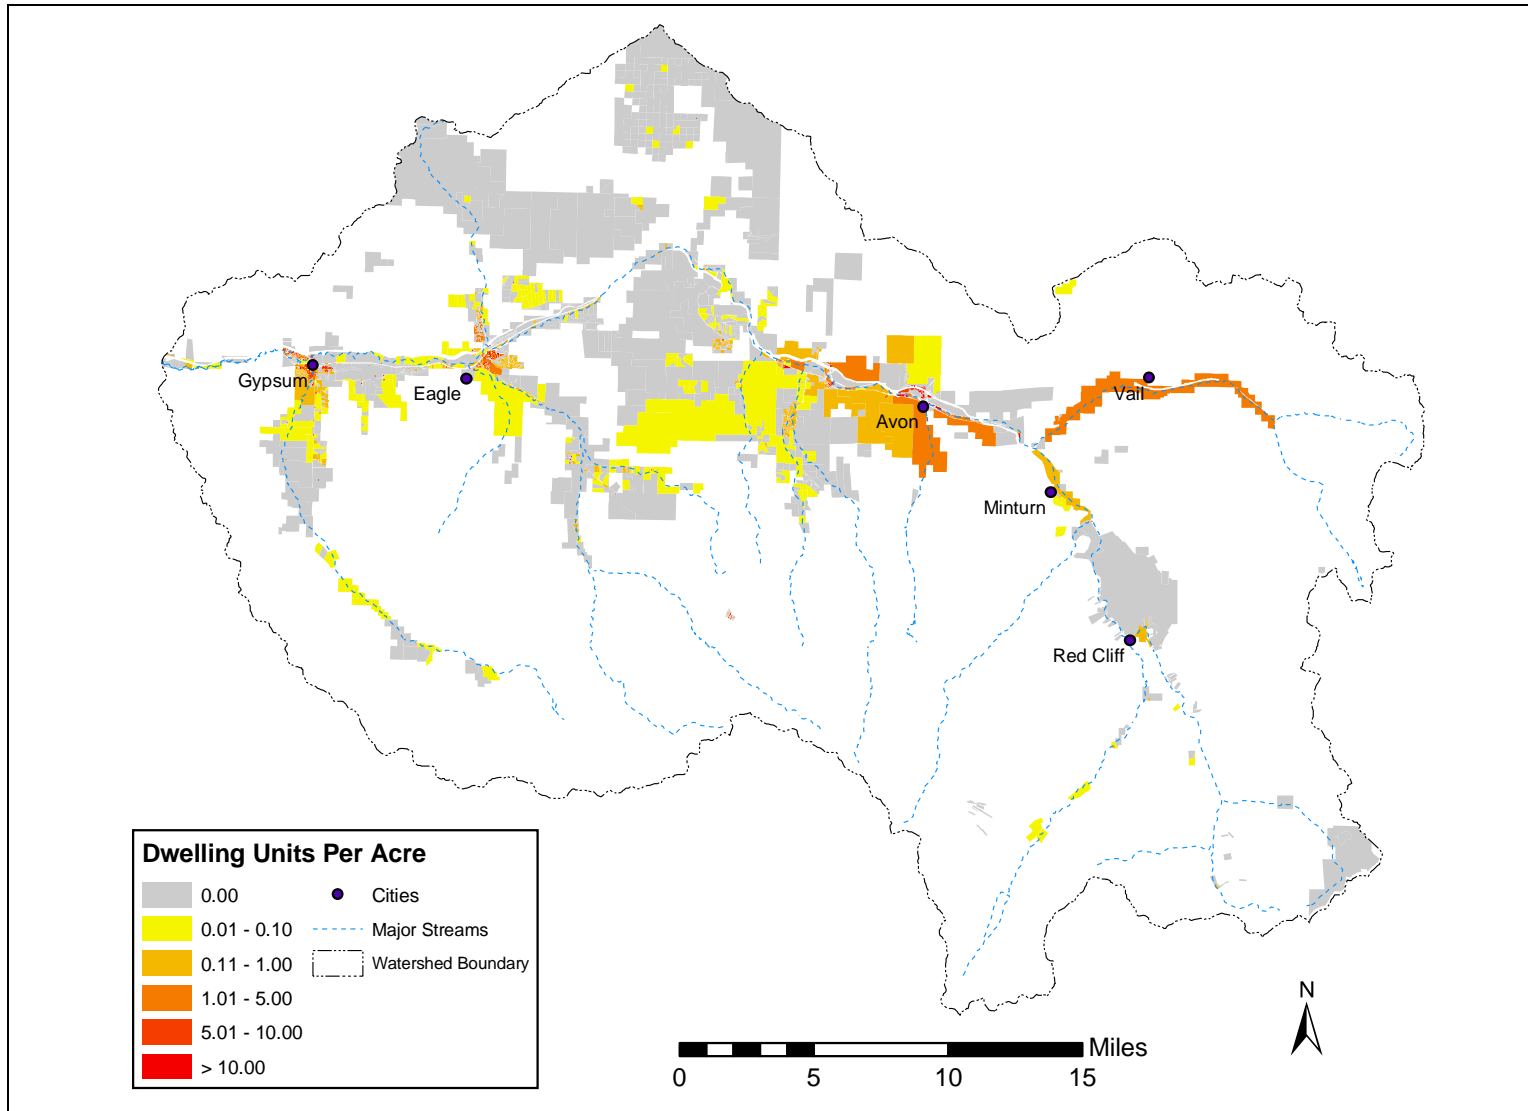 Gypsum
Eagle
Avon
Vail
Minturn
Red Cliff
Dwelling Units Per Acre
0.00
0.01 - 0.10
0.11 - 1.00
1.01 - 5.00
5.01 - 10.00
> 10.00
Cities
Major Streams
Watershed Boundary
N
Miles
0 5 10 15